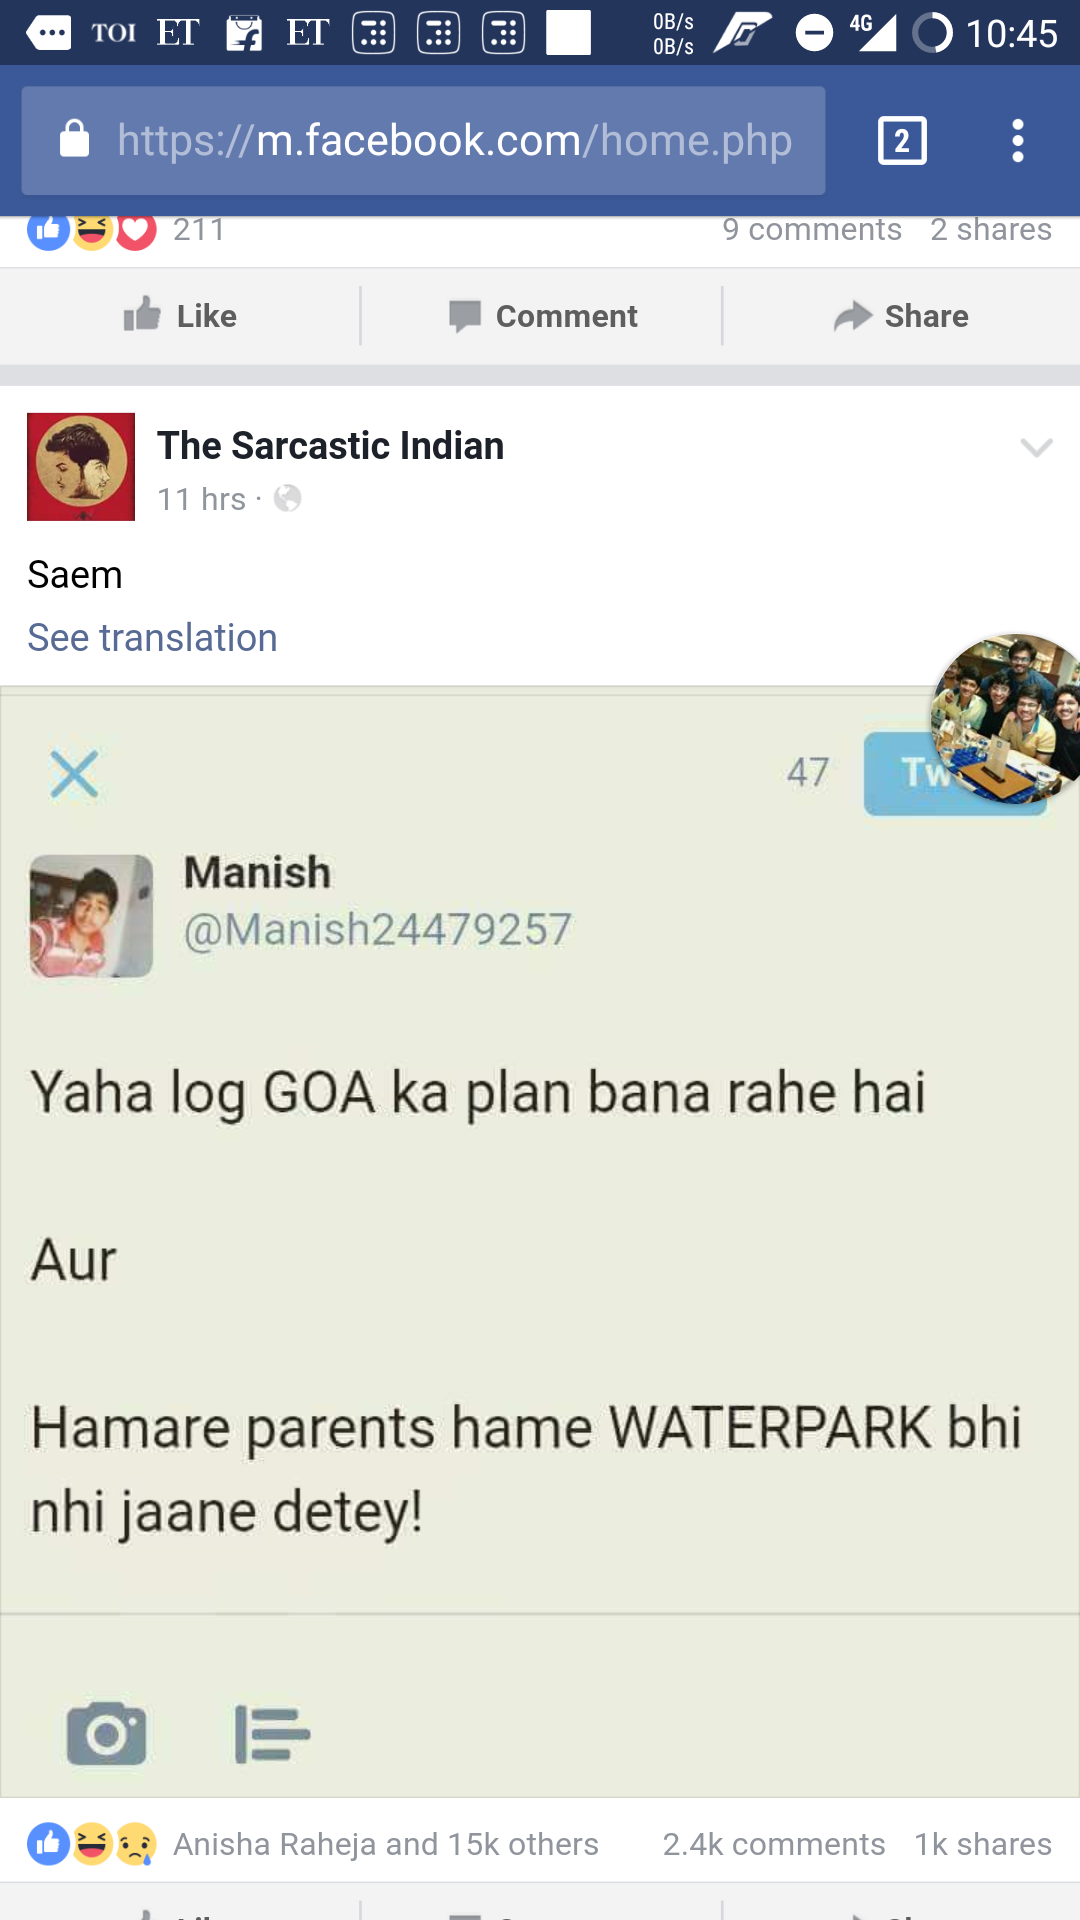 TOI ET ET 0B/s 0B/s 4G 10:45
https://m.facebook.com/home.php 2
211 9 comments 2 shares
Like Comment Share
The Sarcastic Indian
11 hrs ·
Saem
See translation
47
Manish
@Manish24479257
Yaha log GOA ka plan bana rahe hai
Aur
Hamare parents hame WATERPARK bhi
nhi jaane detey!
Anisha Raheja and 15k others 2.4k comments 1k shares